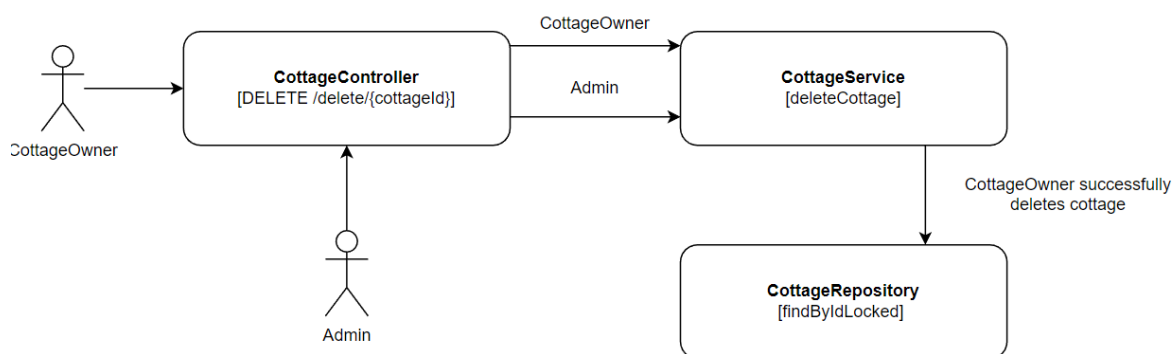 CottageOwner
CottageController
[DELETE /delete/{cottageId}]
Admin
CottageService
[deleteCottage]
CottageOwner
CottageOwner successfully
deletes cottage
CottageRepository
[findByIdLocked]
Admin